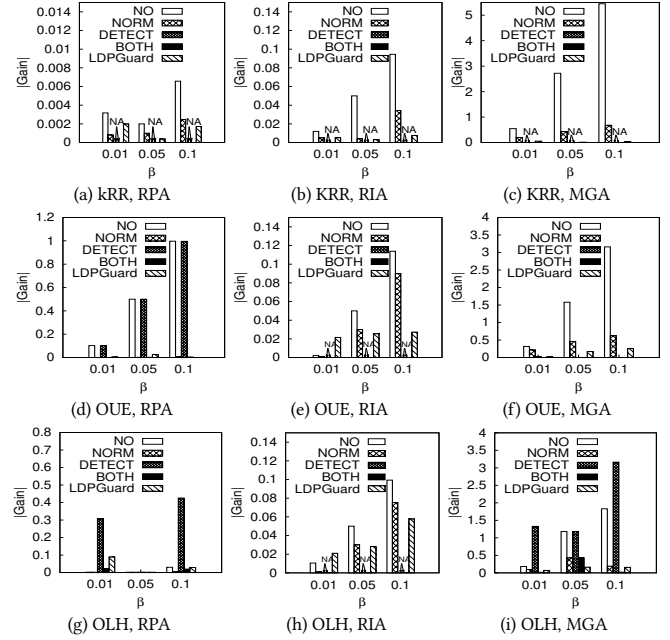 0.014
0.012
0.01
0.008
0.006
0.004
0.002
0
|Gain|
NO
NORM
DETECT
BOTH
LDPGuard
NA
NA
NA
0.01 0.05 0.1
β
(a) kRR, RPA
0.14
0.12
0.1
0.08
0.06
0.04
0.02
0
|Gain|
NO
NORM
DETECT
BOTH
LDPGuard
NA
NA
NA
0.01 0.05 0.1
β
(b) KRR, RIA
5
4
3
2
1
0
|Gain|
NO
NORM
DETECT
BOTH
LDPGuard
NA
NA
NA
0.01 0.05 0.1
β
(c) KRR, MGA
1.2
1
0.8
0.6
0.4
0.2
0
|Gain|
NO
NORM
DETECT
BOTH
LDPGuard
0.01 0.05 0.1
β
(d) OUE, RPA
0.14
0.12
0.1
0.08
0.06
0.04
0.02
0
|Gain|
NO
NORM
DETECT
BOTH
LDPGuard
NA
NA
NA
0.01 0.05 0.1
β
(e) OUE, RIA
4
3.5
3
2.5
2
1.5
1
0.5
0
|Gain|
NO
NORM
DETECT
BOTH
LDPGuard
0.01 0.05 0.1
β
(f) OUE, MGA
0.8
0.7
0.6
0.5
0.4
0.3
0.2
0.1
0
|Gain|
NO
NORM
DETECT
BOTH
LDPGuard
0.01 0.05 0.1
β
(g) OLH, RPA
0.14
0.12
0.1
0.08
0.06
0.04
0.02
0
|Gain|
NO
NORM
DETECT
BOTH
LDPGuard
NA
NA
NA
0.01 0.05 0.1
β
(h) OLH, RIA
4
3.5
3
2.5
2
1.5
1
0.5
0
|Gain|
NO
NORM
DETECT
BOTH
LDPGuard
0.01 0.05 0.1
β
(i) OLH, MGA